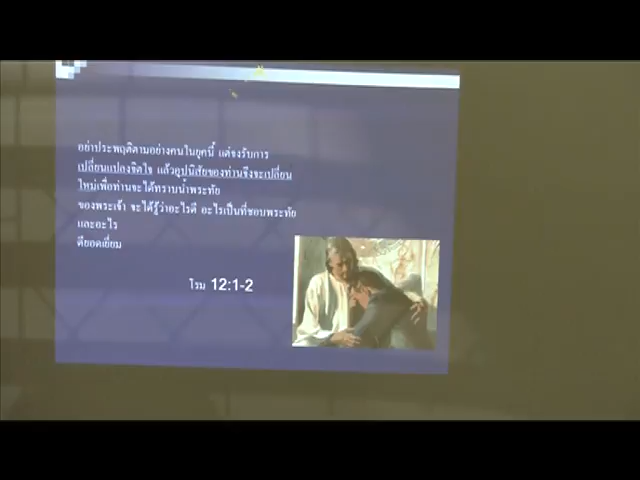 อย่าประพฤติตามอย่างคนในยุคนี้ แต่จงรับการ
เปลี่ยนแปลงจิตใจ แล้วอุปนิสัยของท่านจึงจะเปลี่ยน
ใหม่เพื่อท่านจะได้ทราบน้ำพระทัย
ของพระเจ้า จะได้รู้ว่าอะไรดี อะไรเป็นที่ชอบพระทัย
และอะไร
ดียอดเยี่ยม
โรม 12:1-2